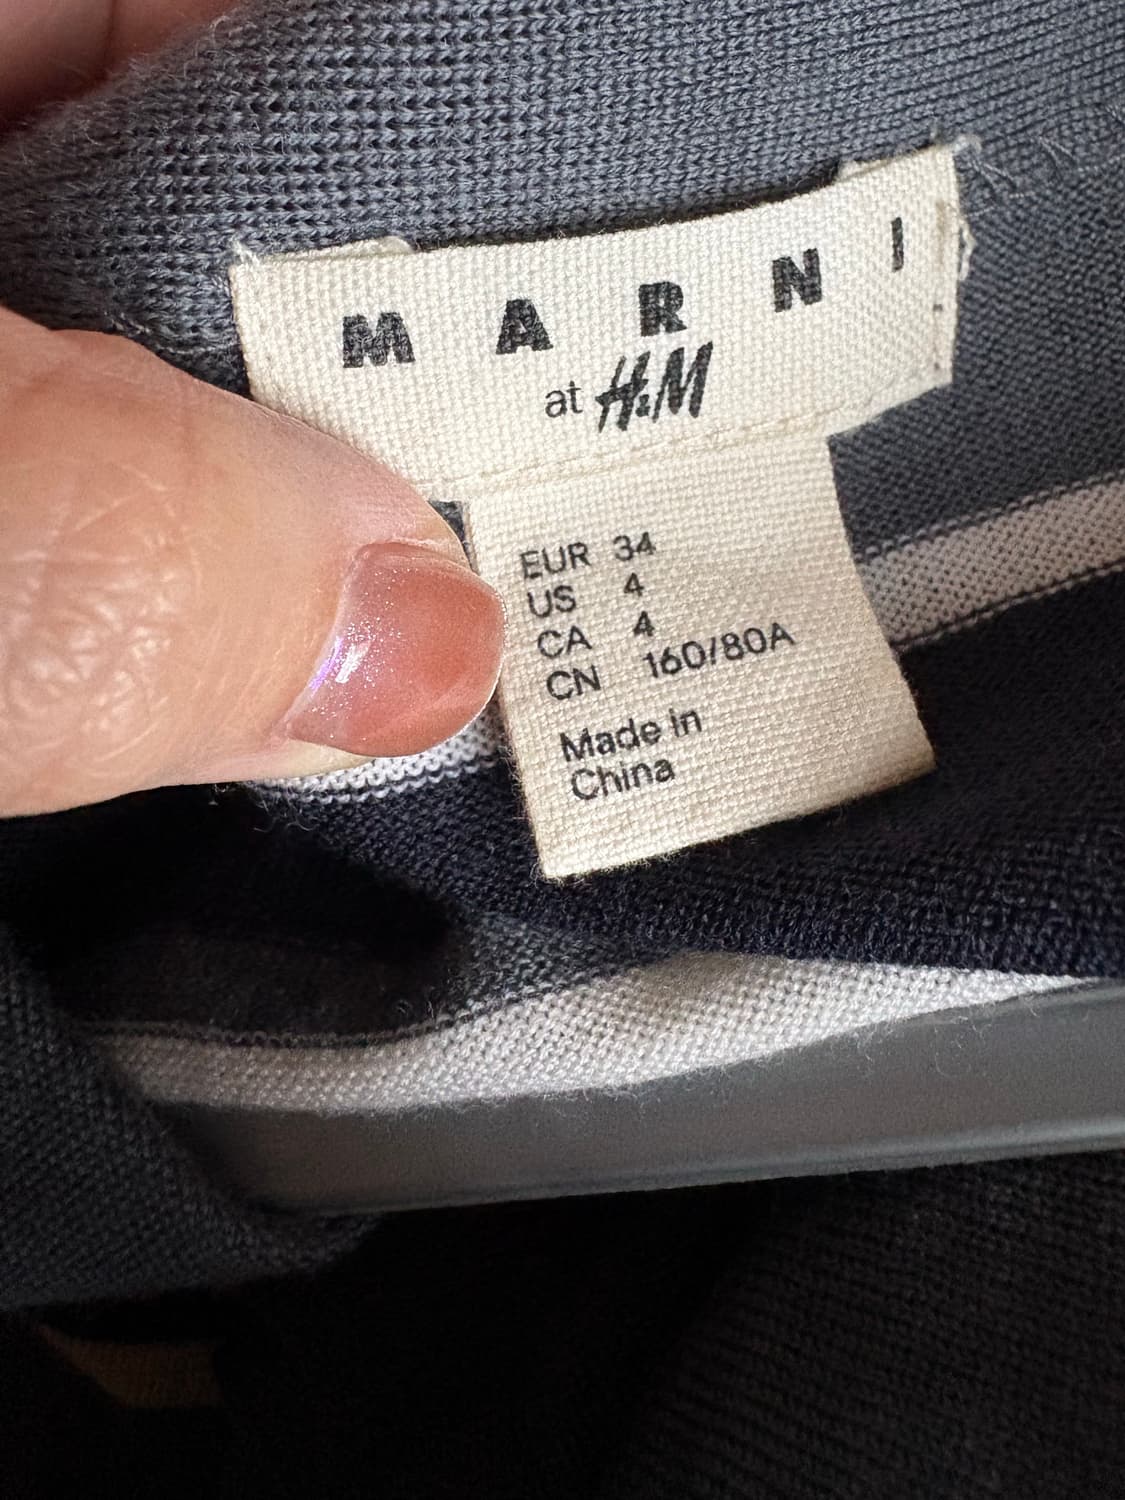 MARNI
at H&M
EUR 34
US 4
CA 4
CN 160/80A
Made in
China